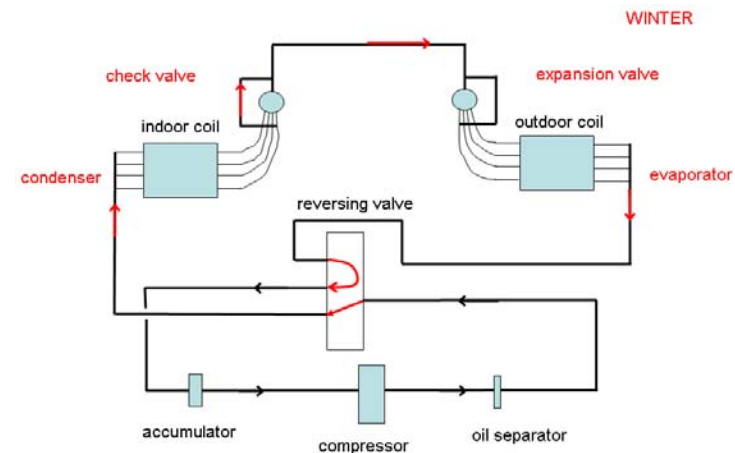 WINTER
check valve
expansion valve
indoor coil
outdoor coil
condenser
evaporator
reversing valve
accumulator
compressor
oil separator